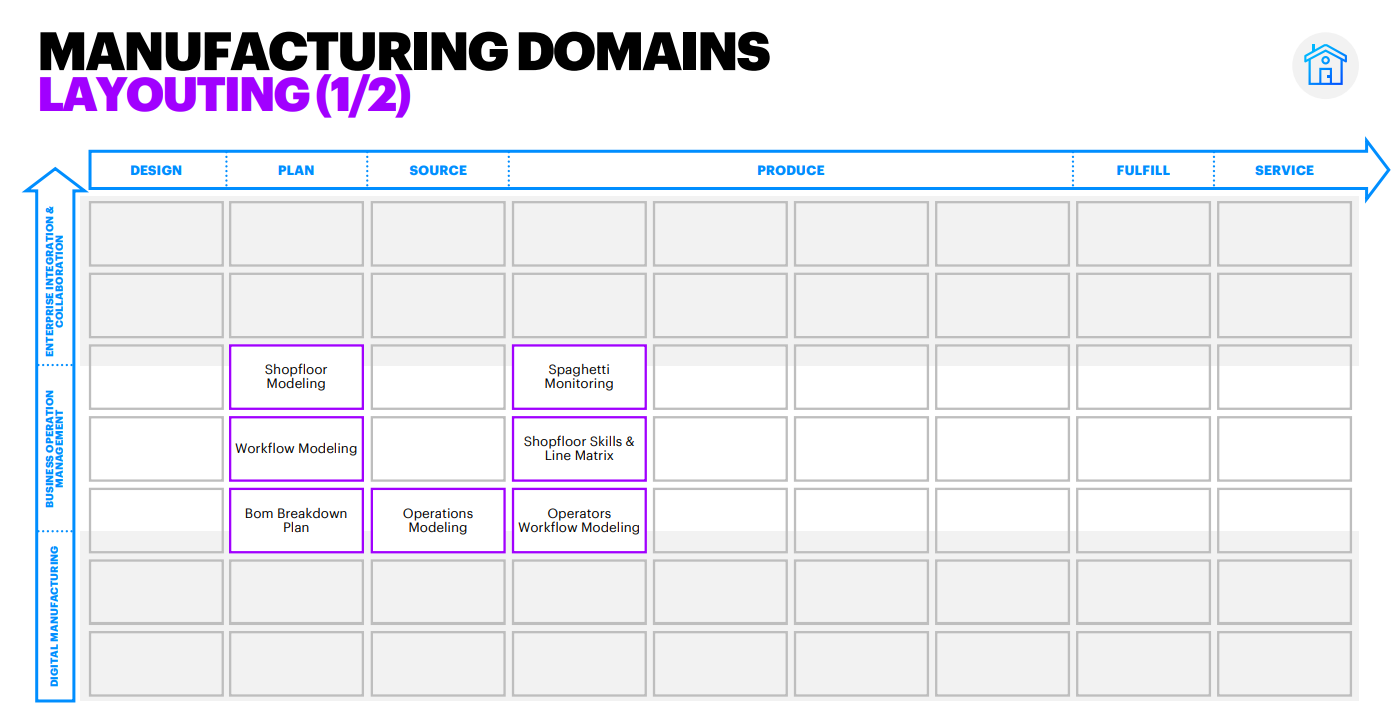 MANUFACTURING DOMAINS
LAYOUTING (1/2)
DESIGN
PLAN
SOURCE
PRODUCE
FULFILL
SERVICE
ENTERPRISE INTEGRATION &
COLLABORATION
BUSINESS OPERATION
MANAGEMENT
DIGITAL MANUFACTURING
Shopfloor
Modeling
Spaghetti
Monitoring
Workflow Modeling
Shopfloor Skills &
Line Matrix
Bom Breakdown
Plan
Operations
Modeling
Operators
Workflow Modeling